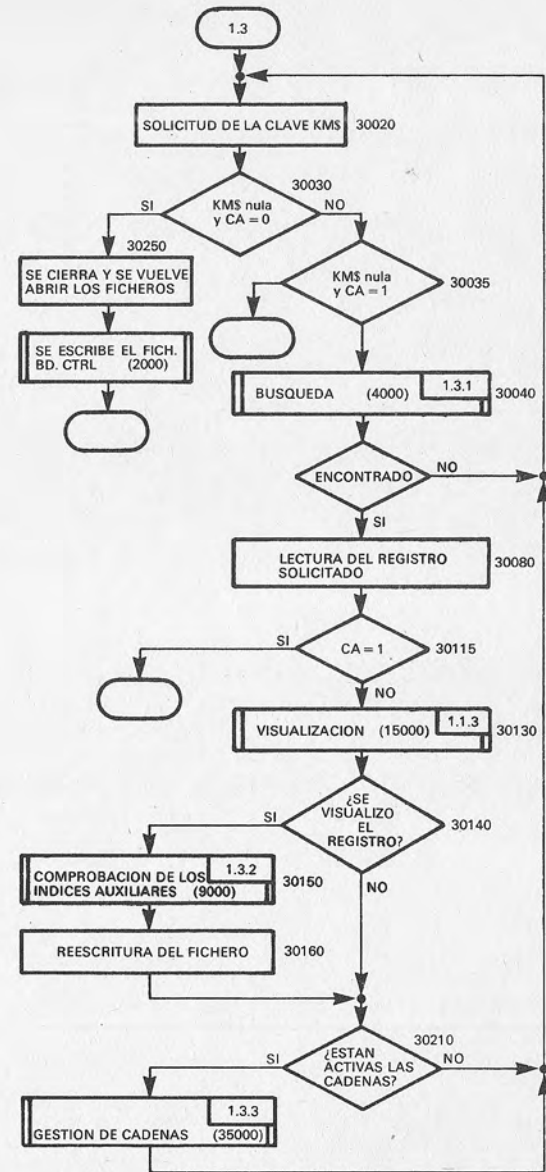 1.3
SOLICITUD DE LA CLAVE KM$ 30020
30030
SI
KM$ nula
y CA = 0
NO
30250
SE CIERRA Y SE VUELVE
ABRIR LOS FICHEROS
KM$ nula
y CA = 1
30035
SE ESCRIBE EL FICH.
BD. CTRL (2000)
BUSQUEDA (4000) 1.3.1 30040
ENCONTRADO NO
SI
LECTURA DEL REGISTRO
SOLICITADO
30080
SI CA = 1 30115
NO
VISUALIZACION (15000) 1.1.3 30130
SI
¿SE
VISUALIZO
EL
REGISTRO?
30140
NO
1.3.2
COMPROBACION DE LOS
INDICES AUXILIARES (9000)
30150
REESCRITURA DEL FICHERO 30160
30210
SI
¿ESTAN
ACTIVAS LAS
CADENAS?
NO
1.3.3
GESTION DE CADENAS (35000)